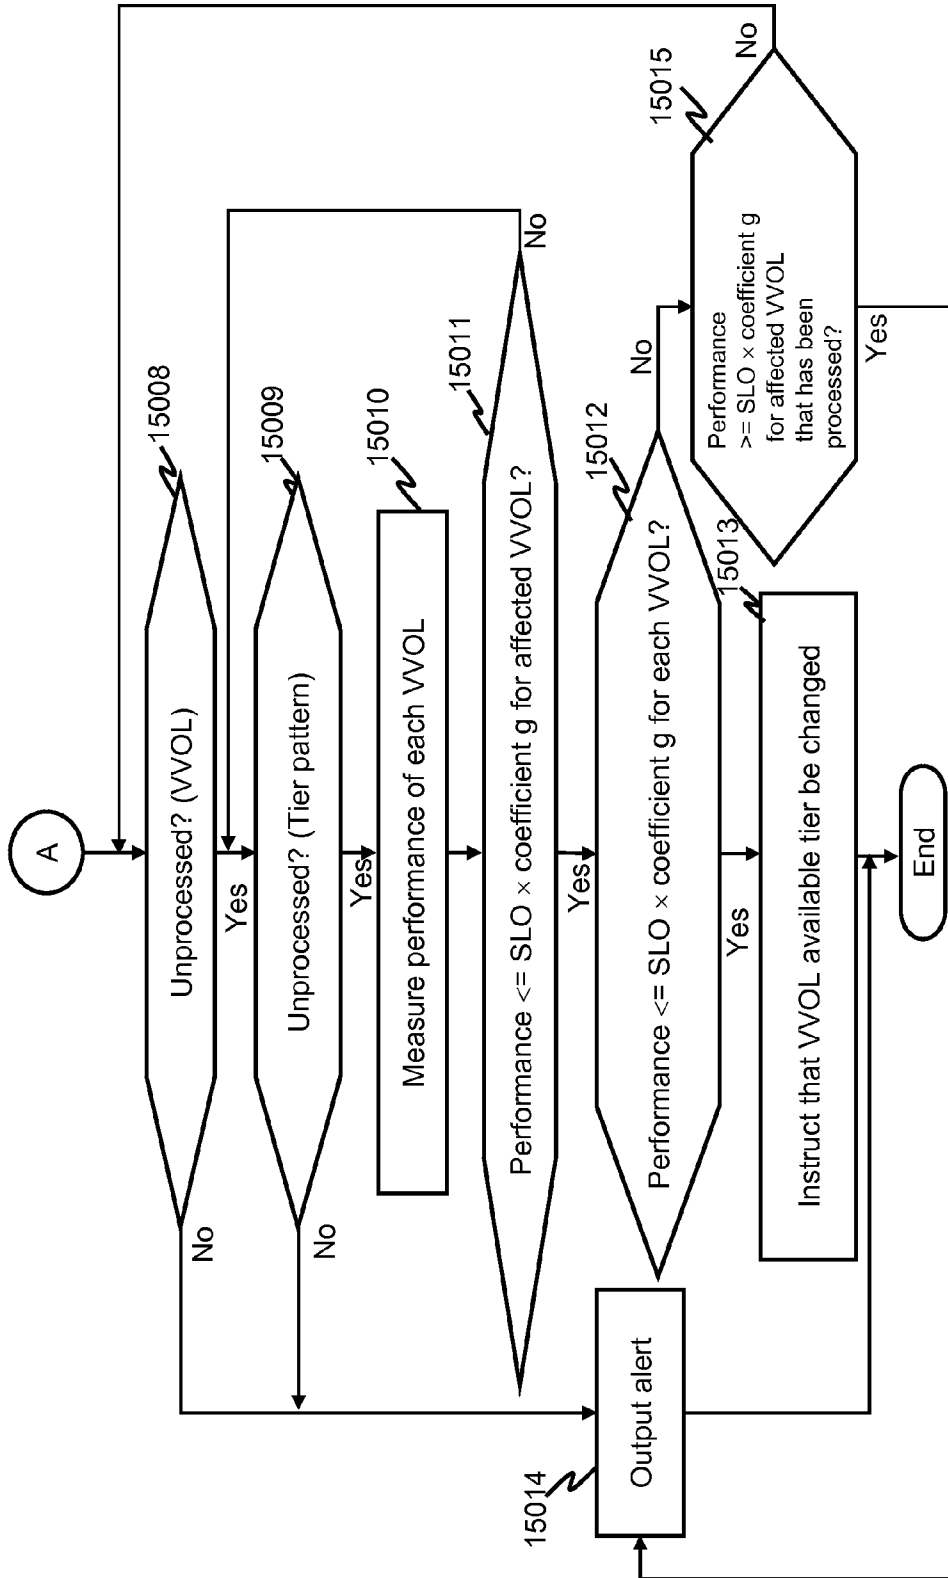 A
Unprocessed? (VVOL)
15008
Yes
No
Unprocessed? (Tier pattern)
15009
Yes
No
Measure performance of each VVOL
15010
Performance <= SLO × coefficient g for affected VVOL?
15011
Yes
No
Performance <= SLO × coefficient g for each VVOL?
15012
Yes
No
Instruct that VVOL available tier be changed
15013
Output alert
15014
Performance
>= SLO × coefficient g
for affected VVOL
that has been
processed?
15015
No
Yes
End